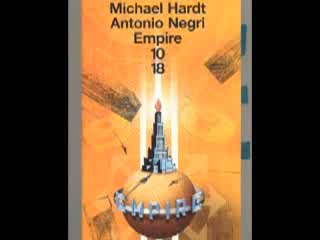 Michael Hardt
Antonio Negri
Empire
10
18
EMPIRE